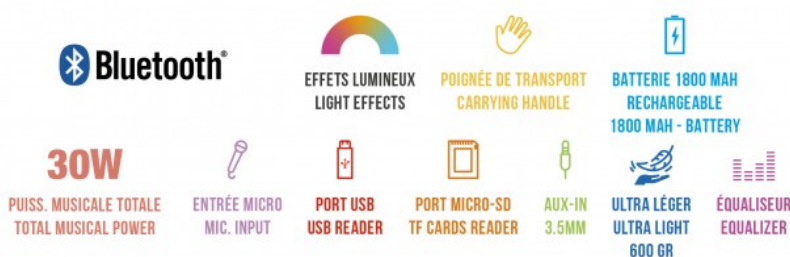 Bluetooth®
EFFETS LUMINEUX
LIGHT EFFECTS
POIGNÉE DE TRANSPORT
CARRYING HANDLE
BATTERIE 1800 MAH
RECHARGEABLE
1800 MAH - BATTERY
30W
PUISS. MUSICALE TOTALE
TOTAL MUSICAL POWER
ENTRÉE MICRO
MIC. INPUT
PORT USB
USB READER
PORT MICRO-SD
TF CARDS READER
AUX-IN
3.5MM
ULTRA LÉGER
ULTRA LIGHT
600 GR
ÉQUALISEUR
EQUALIZER